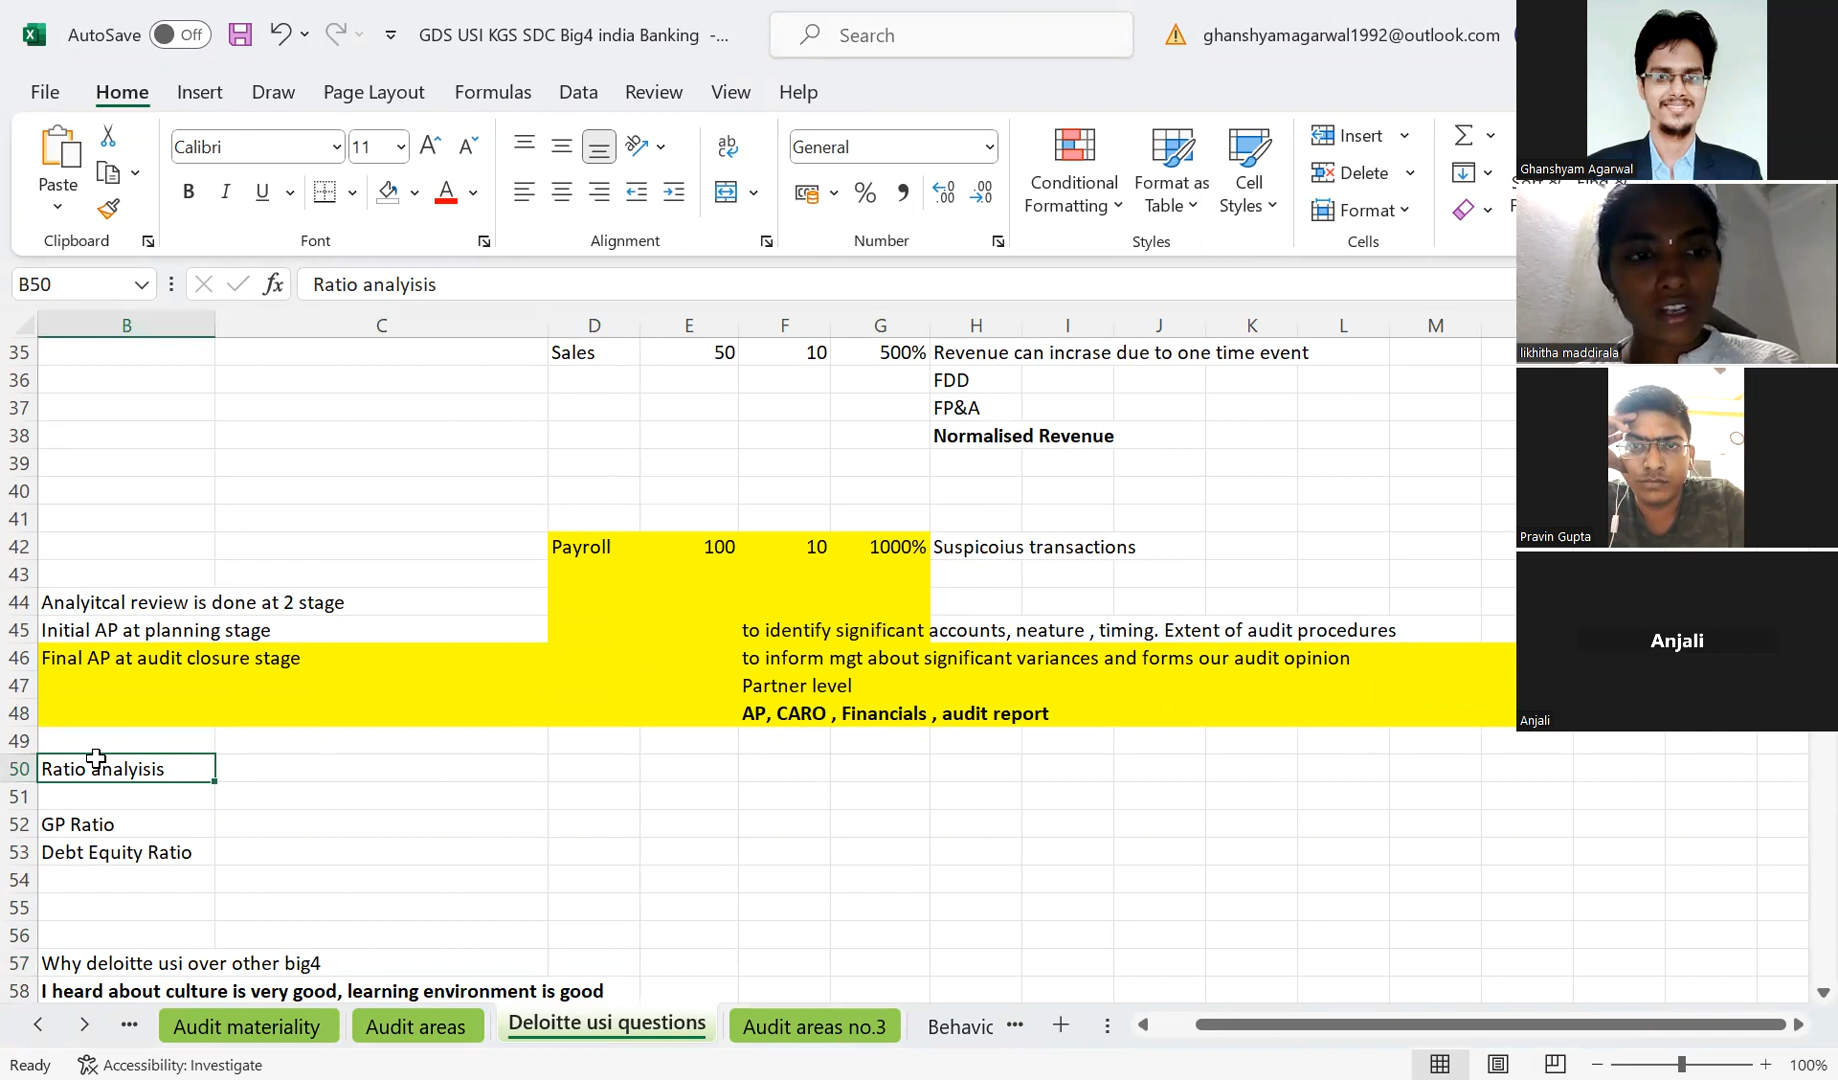 AutoSave Off GDS USI KGS SDC Big4 india Banking -... Search ghanshyamagarwal1992@outlook.com
File Home Insert Draw Page Layout Formulas Data Review View Help
Paste
Calibri 11
B I U A
General
Conditional Formatting
Format as Table
Cell Styles
Insert
Delete
Format
Clipboard Font Alignment Number Styles Cells
B50 fx Ratio analyisis
B C D E F G H I J K L M
35 Sales 50 10 500% Revenue can incrase due to one time event
36 FDD
37 FP&A
38 Normalised Revenue
39
40
41
42 Payroll 100 10 1000% Suspicoius transactions
43
44 Analyitcal review is done at 2 stage
45 Initial AP at planning stage to identify significant accounts, neature , timing. Extent of audit procedures
46 Final AP at audit closure stage to inform mgt about significant variances and forms our audit opinion
47 Partner level
48 AP, CARO , Financials , audit report
49
50 Ratio analyisis
51
52 GP Ratio
53 Debt Equity Ratio
54
55
56
57 Why deloitte usi over other big4
58 I heard about culture is very good, learning environment is good
Audit materiality Audit areas Deloitte usi questions Audit areas no.3 Behavic
Ready Accessibility: Investigate 100%
Ghanshyam Agarwal
likhitha maddirala
Pravin Gupta
Anjali
Anjali